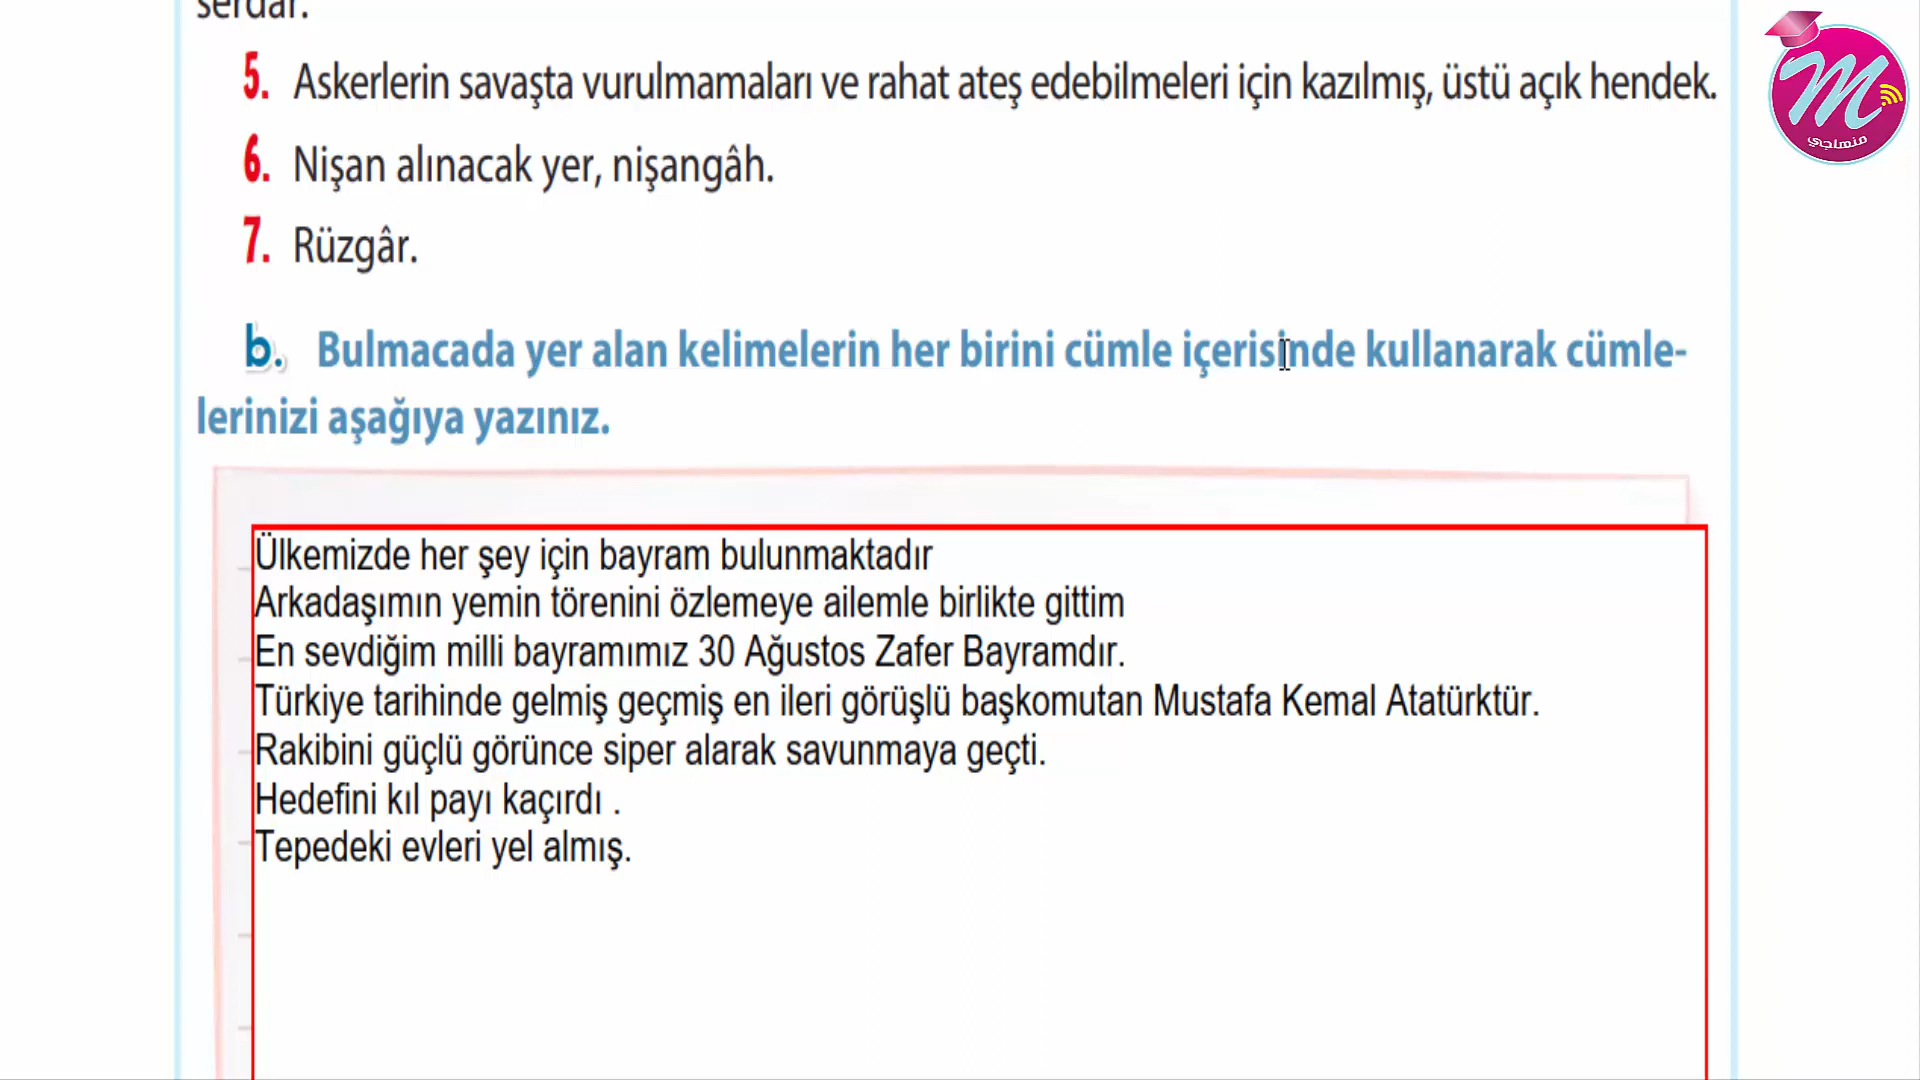 serdar.
5. Askerlerin savaşta vurulmamaları ve rahat ateş edebilmeleri için kazılmış, üstü açık hendek.
6. Nişan alınacak yer, nişangâh.
7. Rüzgâr.
b. Bulmacada yer alan kelimelerin her birini cümle içerisinde kullanarak cümle-
lerinizi aşağıya yazınız.
Ülkemizde her şey için bayram bulunmaktadır
Arkadaşımın yemin törenini özlemeye ailemle birlikte gittim
En sevdiğim milli bayramımız 30 Ağustos Zafer Bayramdır.
Türkiye tarihinde gelmiş geçmiş en ileri görüşlü başkomutan Mustafa Kemal Atatürktür.
Rakibini güçlü görünce siper alarak savunmaya geçti.
Hedefini kıl payı kaçırdı .
Tepedeki evleri yel almış.
M
منهاجي